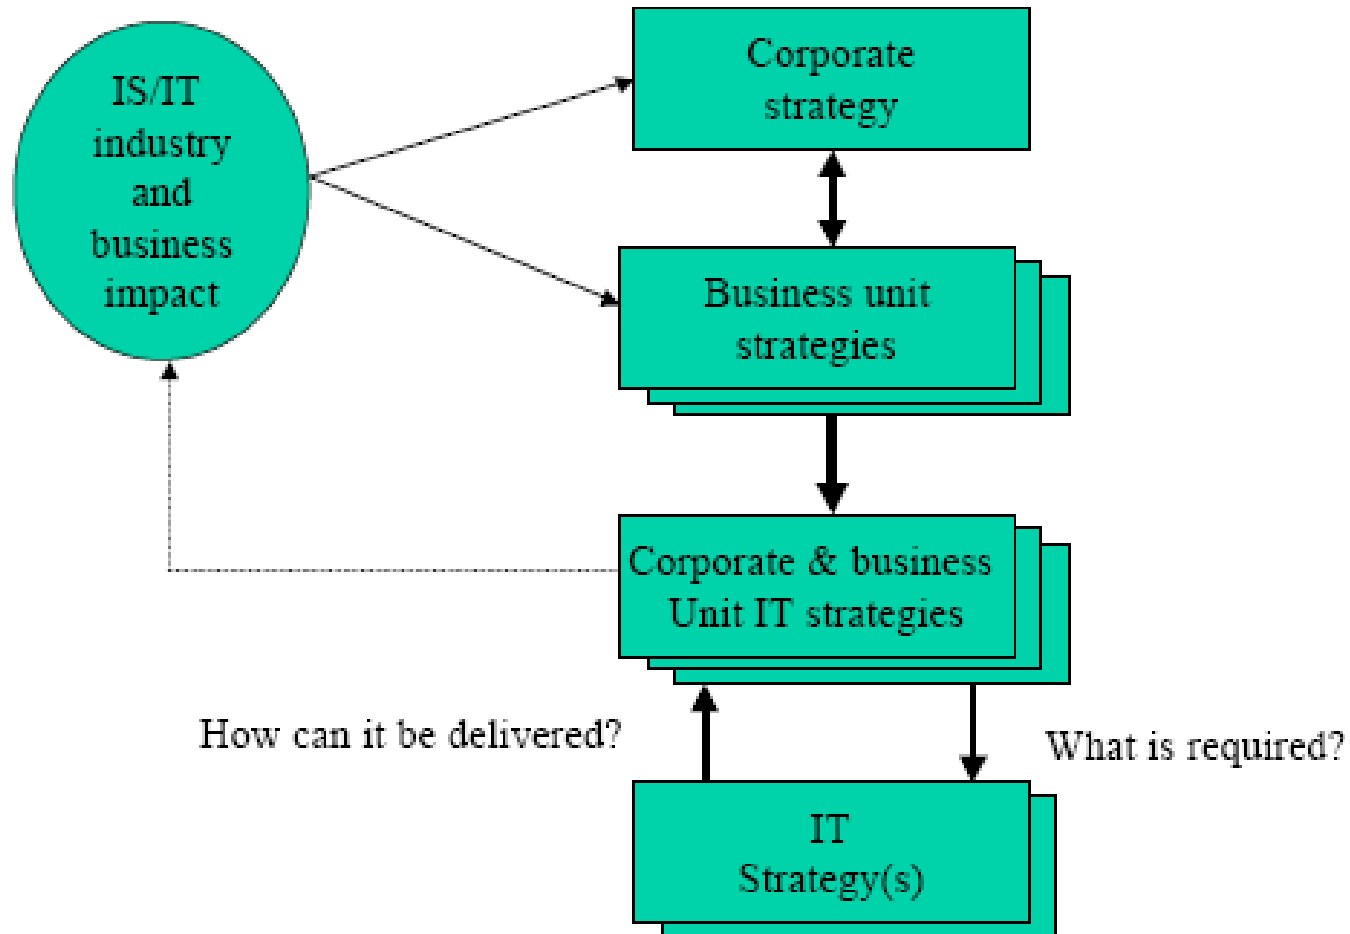 IS/IT
industry
and
business
impact
Corporate
strategy
Business unit
strategies
Corporate & business
Unit IT strategies
How can it be delivered?
What is required?
IT
Strategy(s)